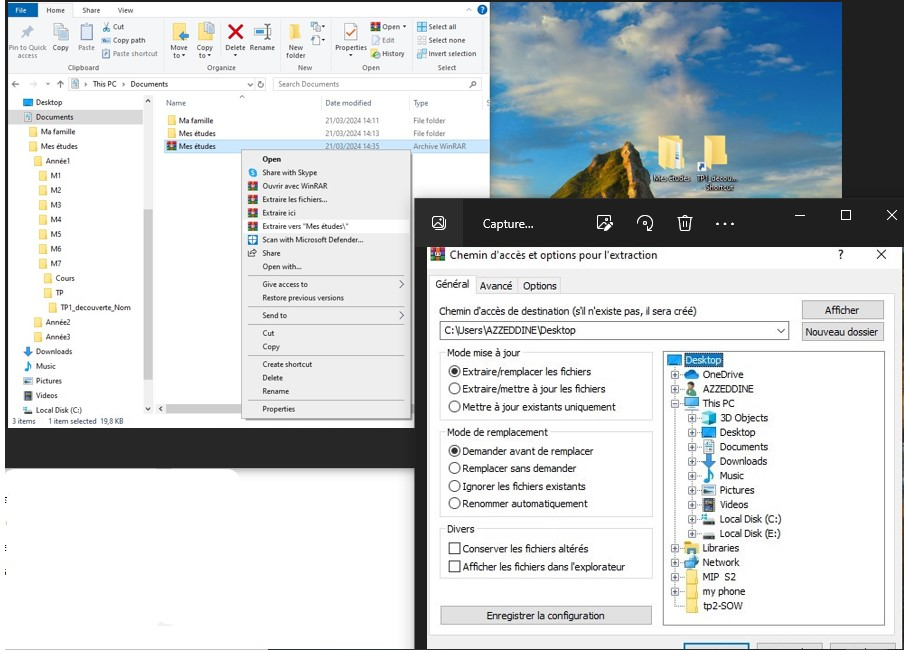 File Home Share View
Pin to Quick access
Copy
Paste
Cut
Copy path
Paste shortcut
Clipboard
Move to
Copy to
Delete
Rename
Organize
New folder
New
Properties
Open
Edit
History
Open
Select all
Select none
Invert selection
Select
This PC > Documents
Search Documents
Desktop
Documents
Ma famille
Mes études
Année1
M1
M2
M3
M4
M5
M6
M7
Cours
TP
TP1_decouverte_Nom
Année2
Année3
Downloads
Music
Pictures
Videos
Local Disk (C:)
3 items 1 item selected 19,8 KB
Name Date modified Type
Ma famille 21/03/2024 14:11 File folder
Mes études 21/03/2024 14:13 File folder
Mes études 21/03/2024 14:35 Archive WinRAR
Open
Share with Skype
Ouvrir avec WinRAR
Extraire les fichiers...
Extraire ici
Extraire vers "Mes études\"
Scan with Microsoft Defender...
Share
Open with...
Give access to
Restore previous versions
Send to
Cut
Copy
Create shortcut
Delete
Rename
Properties
Mes études
TP1_decou...
Shortcut
Capture...
Chemin d'accès et options pour l'extraction
Général Avancé Options
Chemin d'accès de destination (s'il n'existe pas, il sera créé)
C:\Users\AZZEDDINE\Desktop
Afficher
Nouveau dossier
Mode mise à jour
Extraire/remplacer les fichiers
Extraire/mettre à jour les fichiers
Mettre à jour existants uniquement
Mode de remplacement
Demander avant de remplacer
Remplacer sans demander
Ignorer les fichiers existants
Renommer automatiquement
Divers
Conserver les fichiers altérés
Afficher les fichiers dans l'explorateur
Enregistrer la configuration
Desktop
OneDrive
AZZEDDINE
This PC
3D Objects
Desktop
Documents
Downloads
Music
Pictures
Videos
Local Disk (C:)
Local Disk (E:)
Libraries
Network
MIP S2
my phone
tp2-SOW